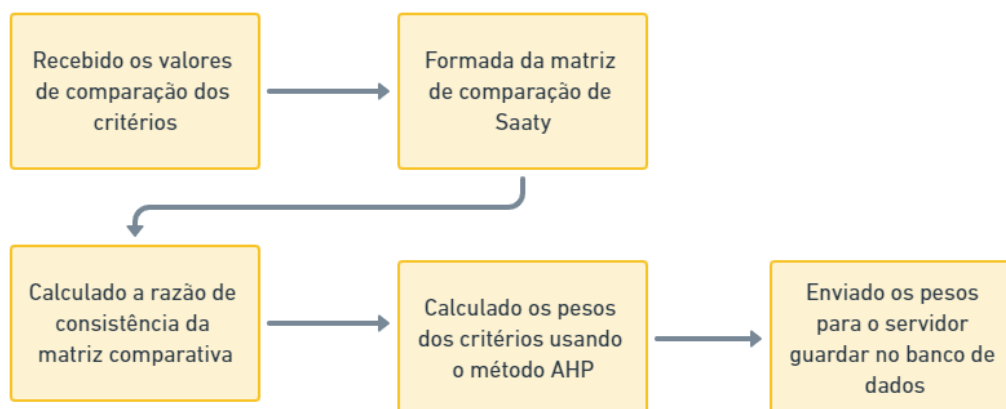 Recebido os valores
de comparação dos
critérios
Formada da matriz
de comparação de
Saaty
Calculado a razão de
consistência da
matriz comparativa
Calculado os pesos
dos critérios usando
o método AHP
Enviado os pesos
para o servidor
guardar no banco de
dados